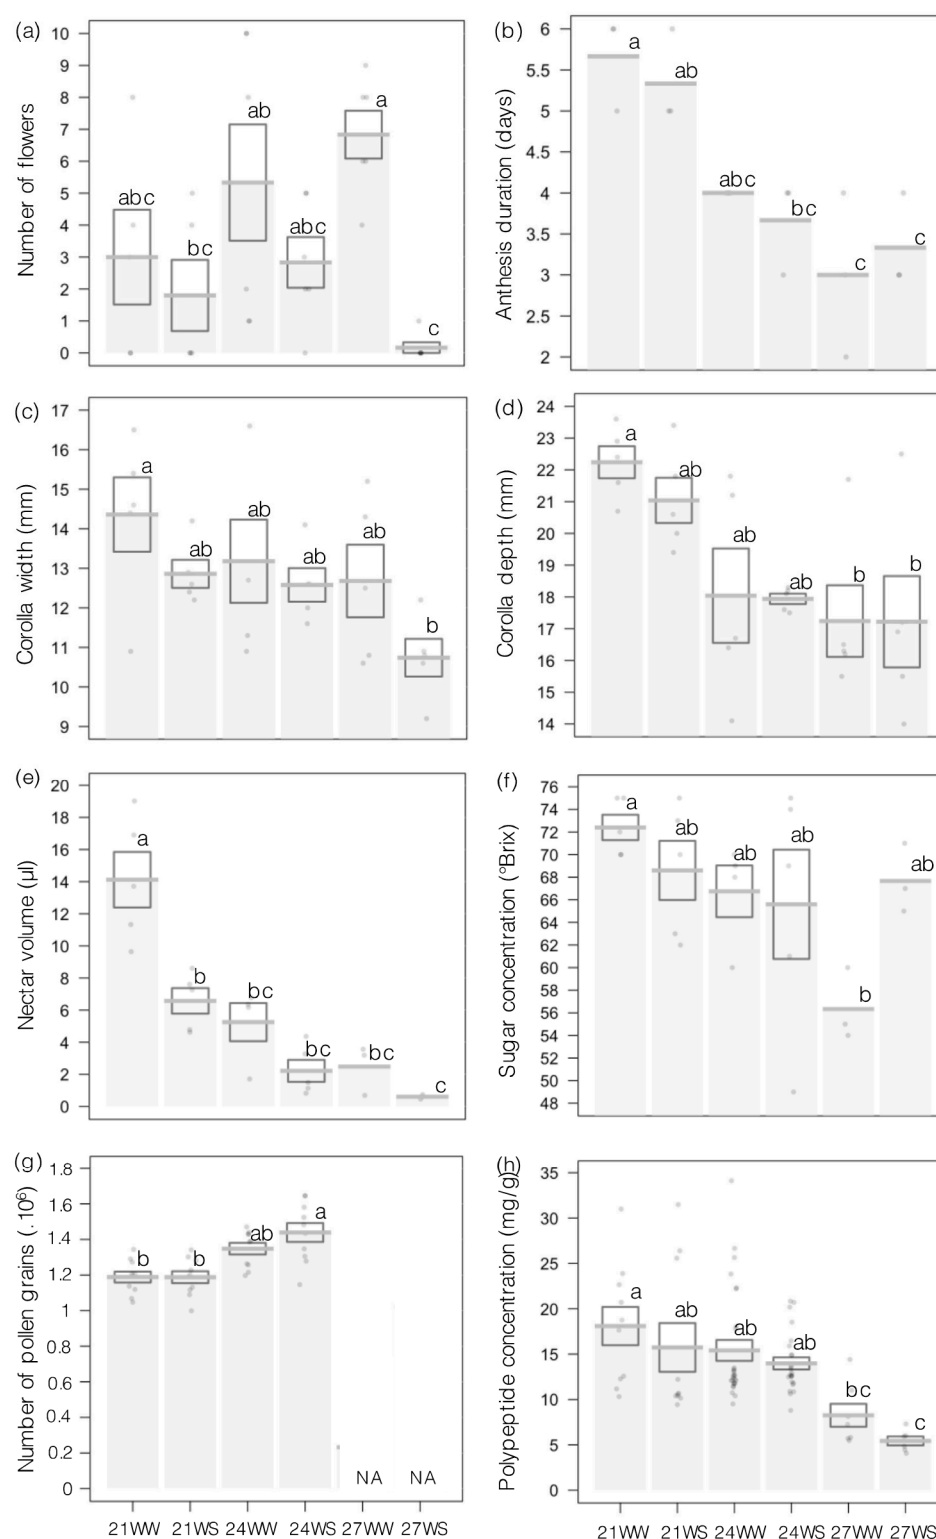 (a)
Number of flowers
10
9
8
7
6
5
4
3
2
1
0
abc
bc
ab
abc
a
c
(b)
Anthesis duration (days)
6
5.5
5
4.5
4
3.5
3
2.5
2
a
ab
abc
bc
c
c
(c)
Corolla width (mm)
17
16
15
14
13
12
11
10
9
a
ab
ab
ab
ab
b
(d)
Corolla depth (mm)
24
23
22
21
20
19
18
17
16
15
14
a
ab
ab
ab
b
b
(e)
Nectar volume (µl)
20
18
16
14
12
10
8
6
4
2
0
a
b
bc
bc
bc
c
(f)
Sugar concentration (°Brix)
76
74
72
70
68
66
64
62
60
58
56
54
52
50
48
a
ab
ab
ab
b
ab
(g)
Number of pollen grains (.10⁶)
1.8
1.6
1.4
1.2
1
0.8
0.6
0.4
0.2
0
b
b
ab
a
NA
NA
21WW 21WS 24WW 24WS 27WW 27WS
(h)
Polypeptide concentration (mg/g)
35
30
25
20
15
10
5
0
a
ab
ab
ab
bc
c
21WW 21WS 24WW 24WS 27WW 27WS